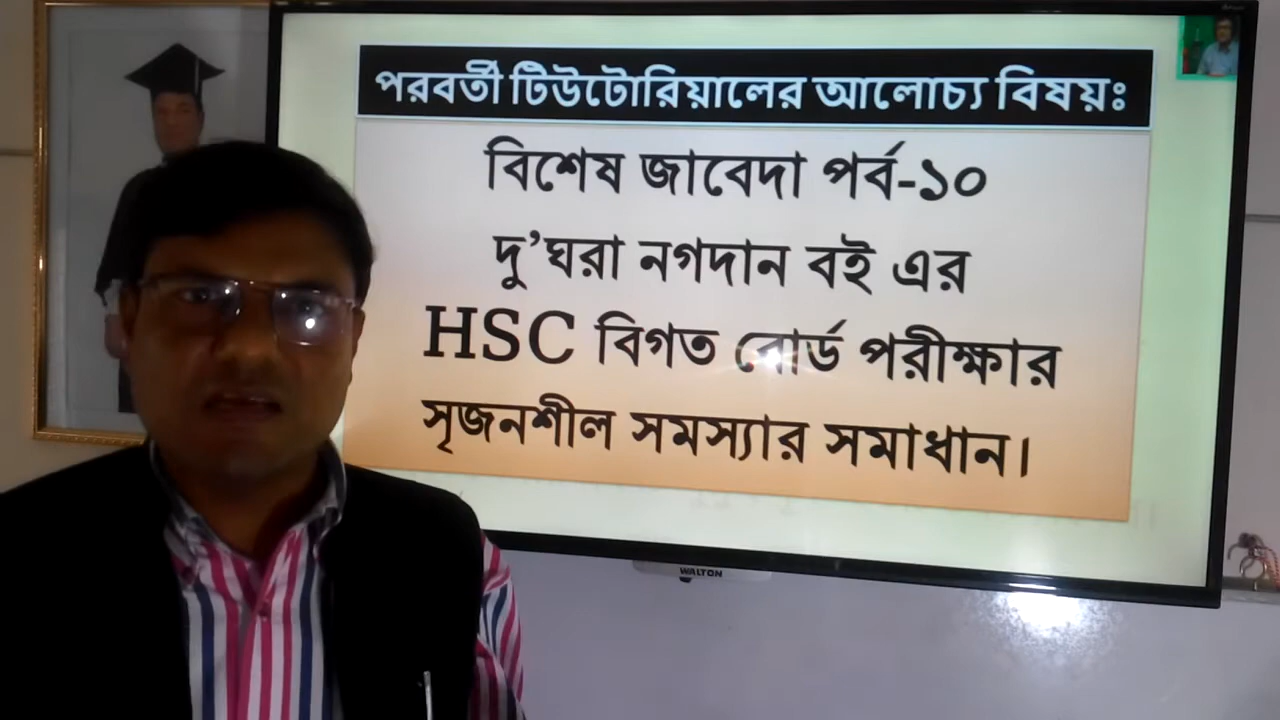 পরবর্তী টিউটোরিয়ালের আলোচ্য বিষয়ঃ
বিশেষ জাবেদা পর্ব-১০
দু’ঘরা নগদান বই এর
HSC বিগত বোর্ড পরীক্ষার
সৃজনশীল সমস্যার সমাধান।
WALTON